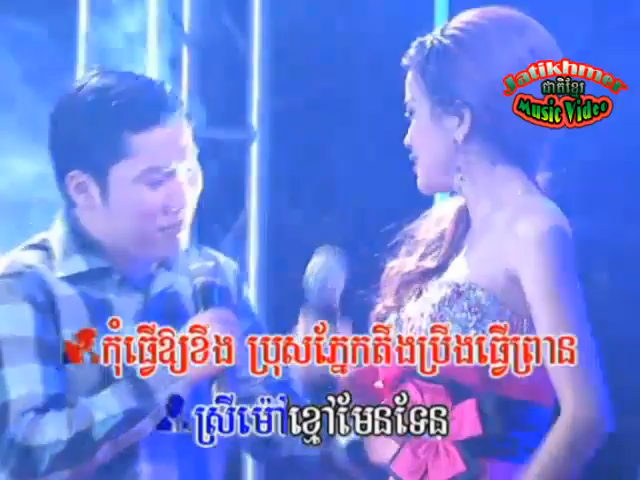 Jatikhmer
ជាតិខ្មែរ
Music Video
កុំធ្វើឱ្យខឹង ប្រុសភ្នែកតឹងប្រឹងធ្វើព្រាន
ស្រីម៉ៅខ្មៅមែនទែន